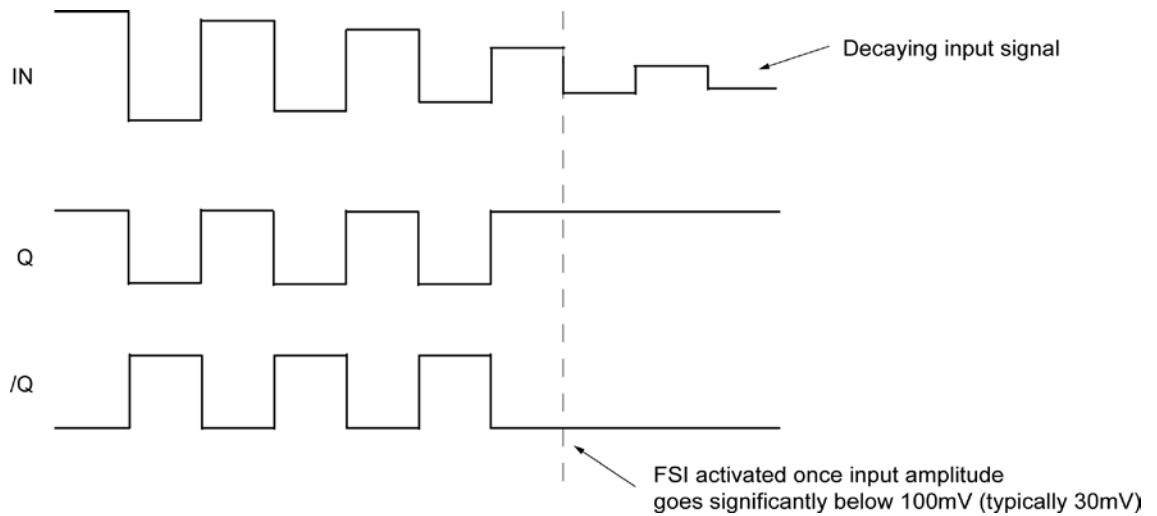 IN
Decaying input signal
Q
/Q
FSI activated once input amplitude
goes significantly below 100mV (typically 30mV)